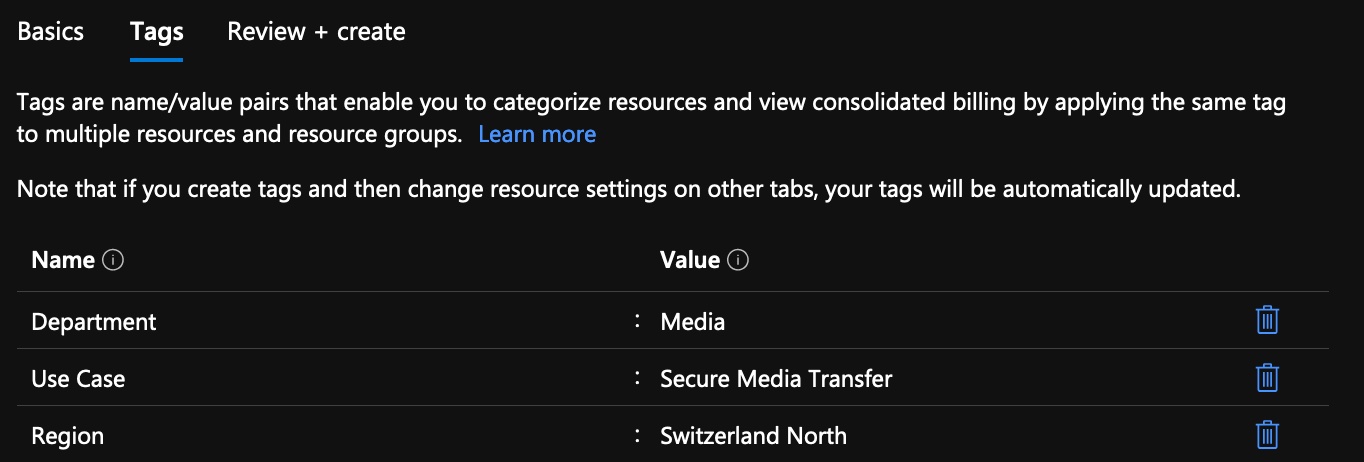 Basics Tags Review + create
Tags are name/value pairs that enable you to categorize resources and view consolidated billing by applying the same tag
to multiple resources and resource groups. Learn more
Note that if you create tags and then change resource settings on other tabs, your tags will be automatically updated.
Name Value
Department : Media
Use Case : Secure Media Transfer
Region : Switzerland North